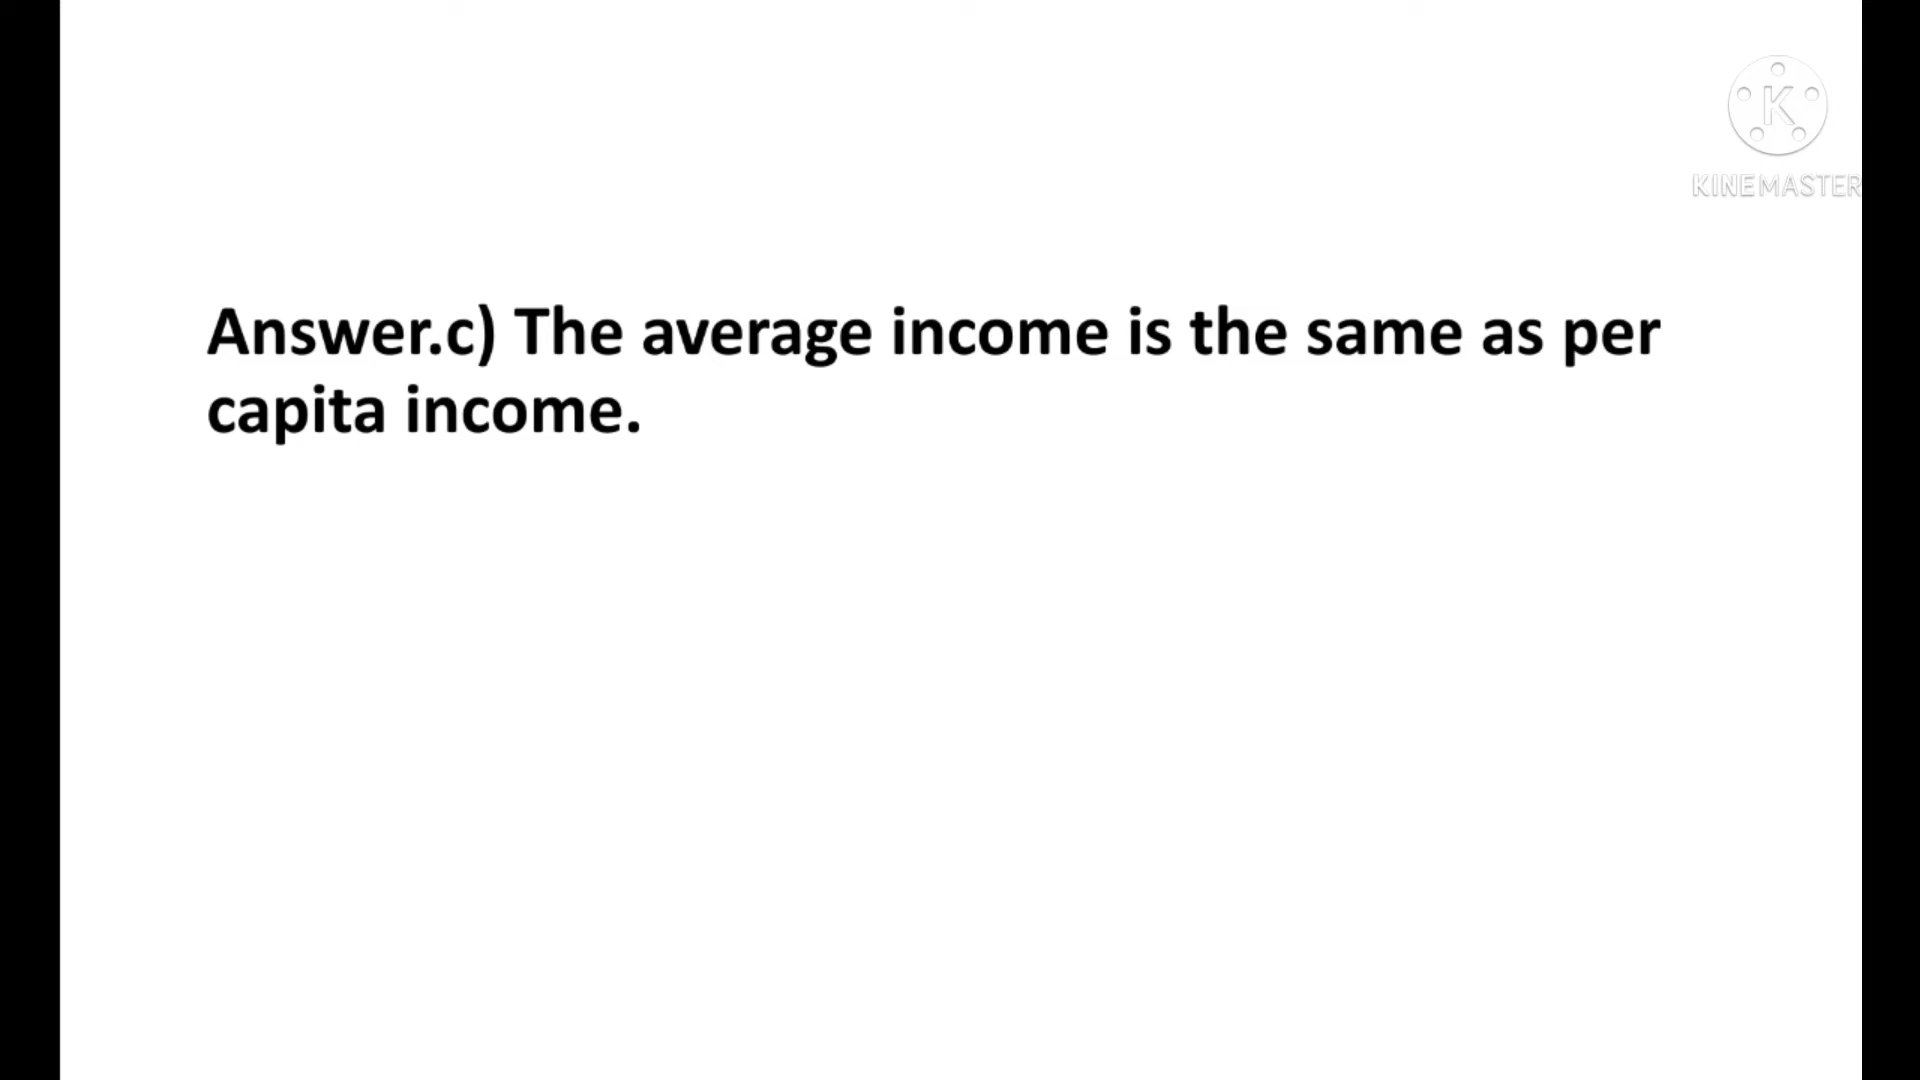 K
KINEMASTER
Answer.c) The average income is the same as per
capita income.